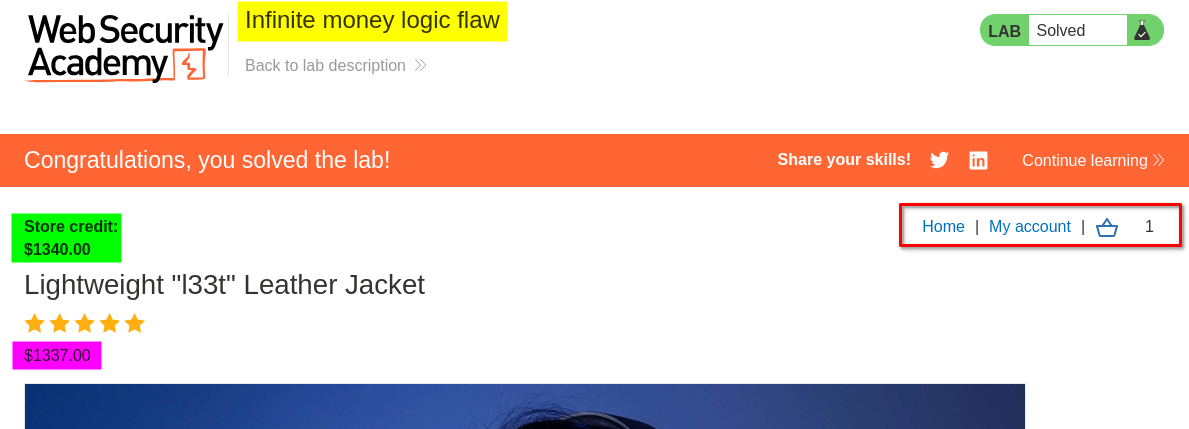 Web Security
Academy
Infinite money logic flaw
Back to lab description
LAB Solved
Congratulations, you solved the lab!
Share your skills!
Continue learning
Store credit:
$1340.00
Home | My account | 1
Lightweight "l33t" Leather Jacket
$1337.00